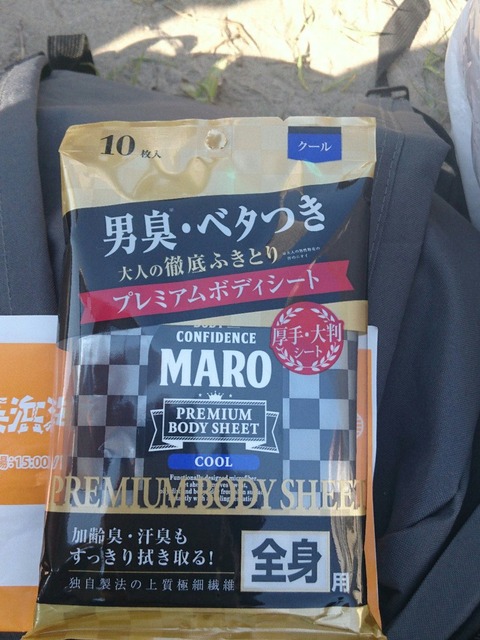 10枚入
クール
男臭・ベタつき
大人の徹底ふきとり
プレミアムボディシート
厚手・大判
シート
CONFIDENCE
MARO
PREMIUM
BODY SHEET
COOL
PREMIUM BODY SHEET
加齢臭・汗臭も
すっきり拭き取る!
独自製法の上質極細繊維
全身用
15:00